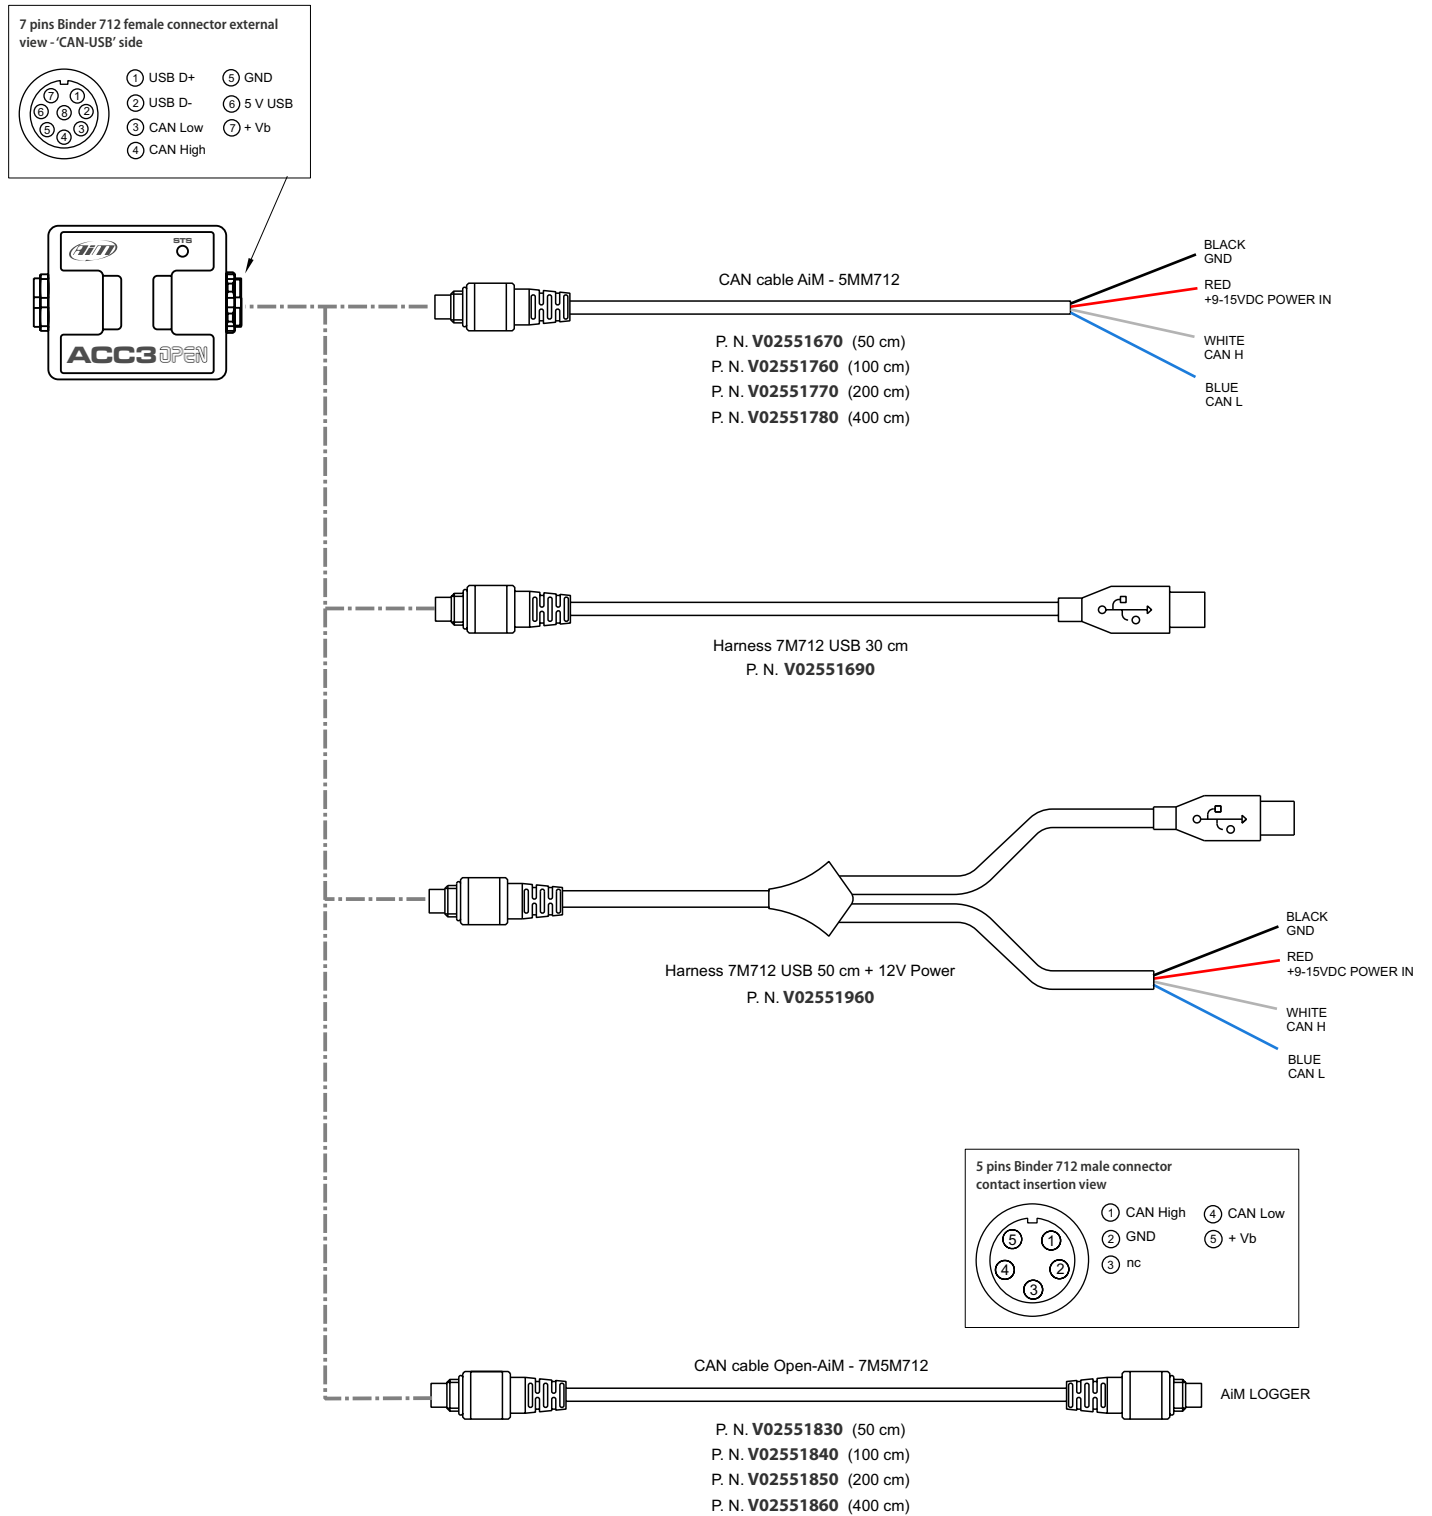 7 pins Binder 712 female connector external
view - 'CAN-USB' side
1 USB D+
2 USB D-
3 CAN Low
4 CAN High
5 GND
6 5 V USB
7 + Vb
7 1
6 8 2
5 4 3
AiM
STS
ACC3 OPEN
CAN cable AiM - 5MM712
P. N. V02551670 (50 cm)
P. N. V02551760 (100 cm)
P. N. V02551770 (200 cm)
P. N. V02551780 (400 cm)
BLACK
GND
RED
+9-15VDC POWER IN
WHITE
CAN H
BLUE
CAN L
Harness 7M712 USB 30 cm
P. N. V02551690
Harness 7M712 USB 50 cm + 12V Power
P. N. V02551960
BLACK
GND
RED
+9-15VDC POWER IN
WHITE
CAN H
BLUE
CAN L
5 pins Binder 712 male connector
contact insertion view
1 CAN High
2 GND
3 nc
4 CAN Low
5 + Vb
5 1
4 2
3
CAN cable Open-AiM - 7M5M712
AiM LOGGER
P. N. V02551830 (50 cm)
P. N. V02551840 (100 cm)
P. N. V02551850 (200 cm)
P. N. V02551860 (400 cm)